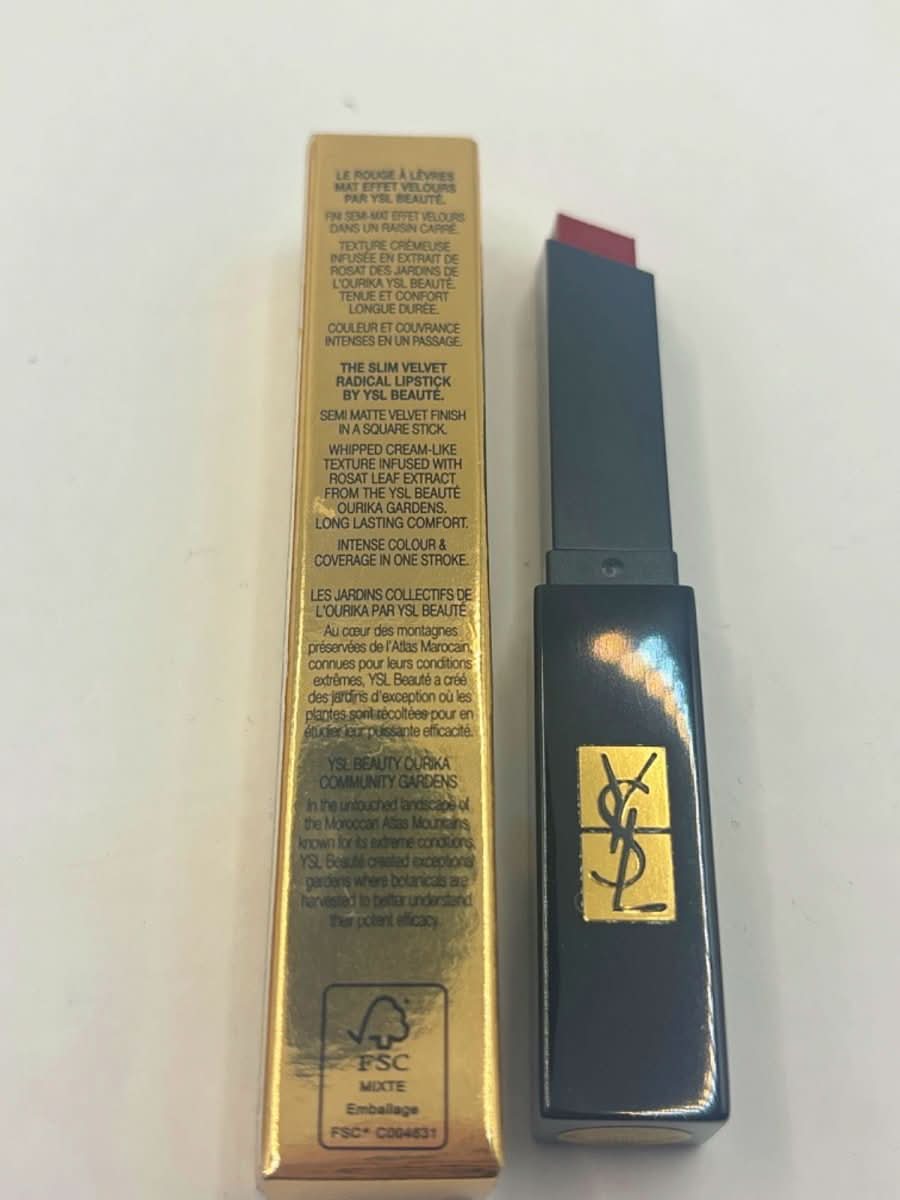 LE ROUGE À LÈVRES
MAT EFFET VELOURS
PAR YSL BEAUTÉ.
FINI SEMI-MAT EFFET VELOURS
DANS UN RAISIN CARRÉ.
TEXTURE CRÉMEUSE
INFUSÉE EN EXTRAIT DE
ROSAT DES JARDINS DE
L'OURIKA YSL BEAUTÉ.
TENUE ET CONFORT
LONGUE DURÉE.
COULEUR ET COUVRANCE
INTENSES EN UN PASSAGE.
THE SLIM VELVET
RADICAL LIPSTICK
BY YSL BEAUTÉ.
SEMI MATTE VELVET FINISH
IN A SQUARE STICK.
WHIPPED CREAM-LIKE
TEXTURE INFUSED WITH
ROSAT LEAF EXTRACT
FROM THE YSL BEAUTÉ
OURIKA GARDENS.
LONG LASTING COMFORT.
INTENSE COLOUR &
COVERAGE IN ONE STROKE.
LES JARDINS COLLECTIFS DE
L'OURIKA PAR YSL BEAUTÉ
Au cœur des montagnes
préservées de l'Atlas Marocain,
connues pour leurs conditions
extrêmes, YSL Beauté a créé
des jardins d'exception où les
plantes sont récoltées pour en
étudier leur puissante efficacité.
YSL BEAUTY OURIKA
COMMUNITY GARDENS
In the untouched landscape of
the Moroccan Atlas Mountains,
known for its extreme conditions,
YSL Beauté created exceptional
gardens where botanicals are
harvested to better understand
their potent efficacy.
FSC
MIXTE
Emballage
FSC® C004631
YSL